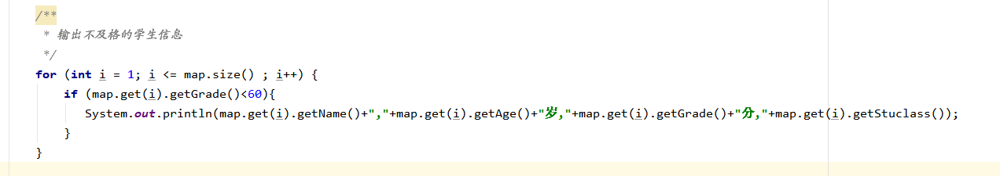 /**
 * 输出不及格的学生信息
 */
for (int i = 1; i <= map.size() ; i++) {
    if (map.get(i).getGrade()<60){
        System.out.println(map.get(i).getName()+","+map.get(i).getAge()+"岁,"+map.get(i).getGrade()+"分,"+map.get(i).getStuclass());
    }
}